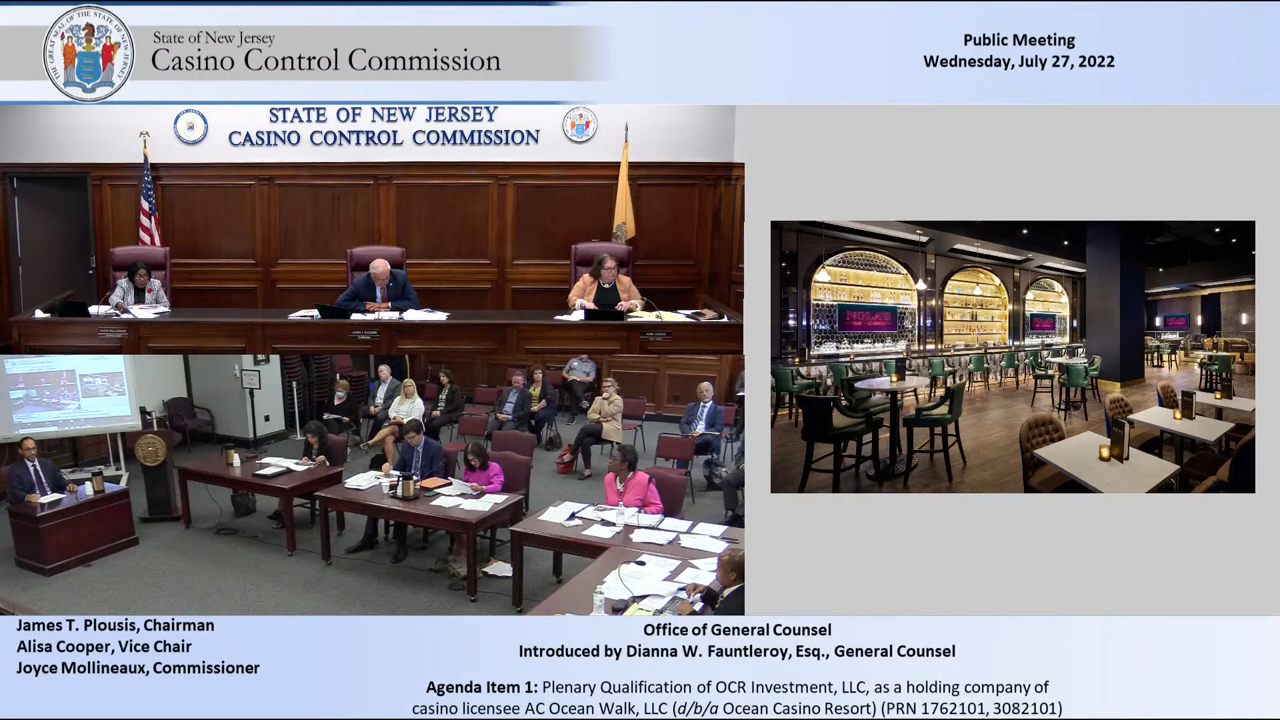 State of New Jersey
Casino Control Commission
Public Meeting
Wednesday, July 27, 2022
STATE OF NEW JERSEY
CASINO CONTROL COMMISSION
NOLA'S
James T. Plousis, Chairman
Alisa Cooper, Vice Chair
Joyce Mollineaux, Commissioner
Office of General Counsel
Introduced by Dianna W. Fauntleroy, Esq., General Counsel
Agenda Item 1: Plenary Qualification of OCR Investment, LLC, as a holding company of
casino licensee AC Ocean Walk, LLC (d/b/a Ocean Casino Resort) (PRN 1762101, 3082101)